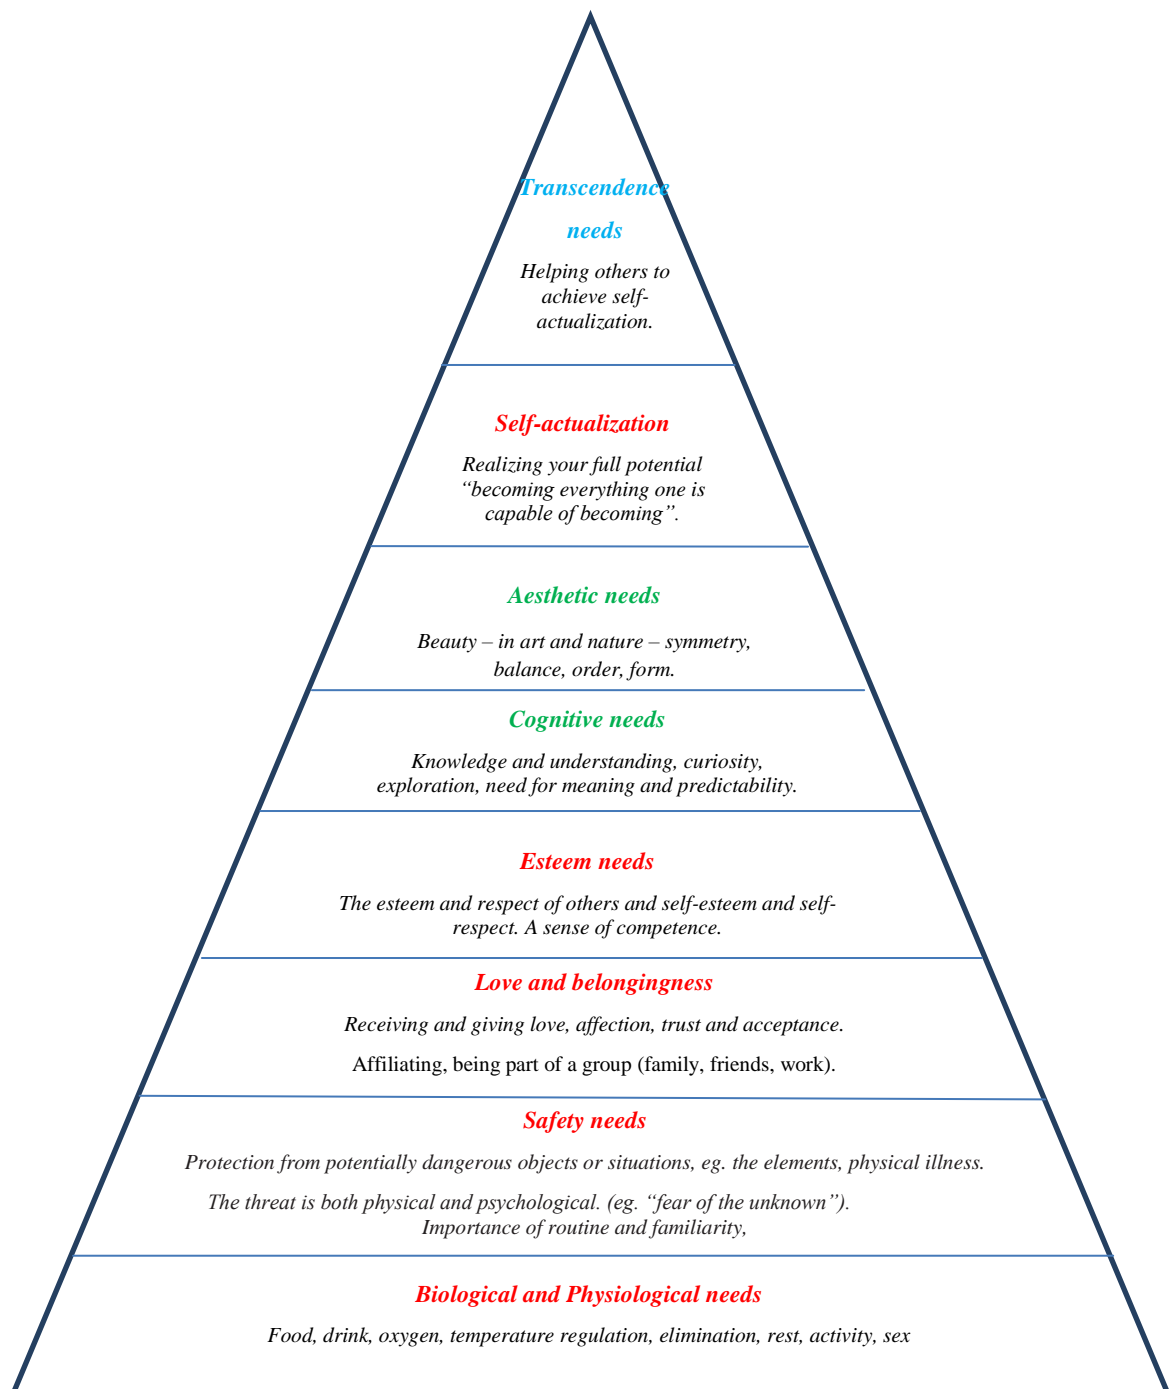 Transcendence
needs
Helping others to
achieve self-
actualization.
Self-actualization
Realizing your full potential
“becoming everything one is
capable of becoming”.
Aesthetic needs
Beauty – in art and nature – symmetry,
balance, order, form.
Cognitive needs
Knowledge and understanding, curiosity,
exploration, need for meaning and predictability.
Esteem needs
The esteem and respect of others and self-esteem and self-
respect. A sense of competence.
Love and belongingness
Receiving and giving love, affection, trust and acceptance.
Affiliating, being part of a group (family, friends, work).
Safety needs
Protection from potentially dangerous objects or situations, eg. the elements, physical illness.
The threat is both physical and psychological. (eg. “fear of the unknown”).
Importance of routine and familiarity,
Biological and Physiological needs
Food, drink, oxygen, temperature regulation, elimination, rest, activity, sex